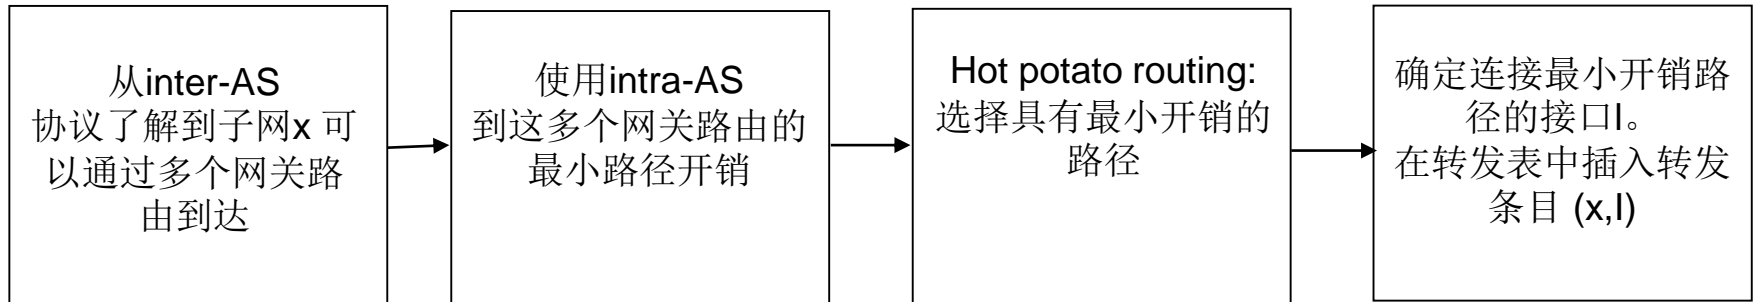 从inter-AS
协议了解到子网x 可
以通过多个网关路
由到达
使用intra-AS
到这多个网关路由的
最小路径开销
Hot potato routing:
选择具有最小开销的
路径
确定连接最小开销路
径的接口I。
在转发表中插入转发
条目 (x,I)